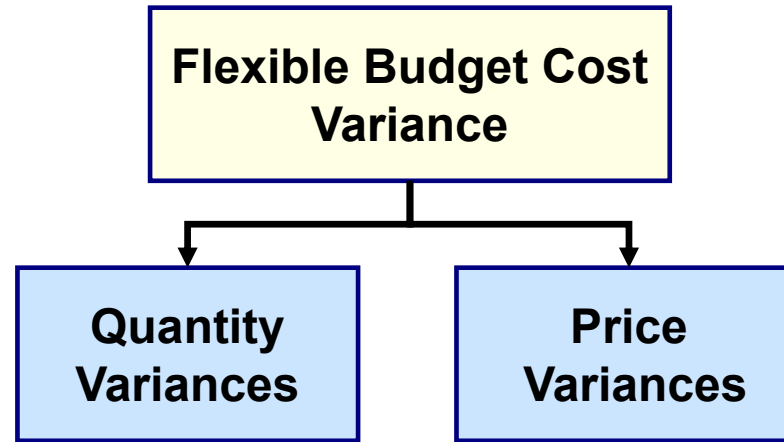 Flexible Budget Cost
Variance
Quantity
Variances
Price
Variances